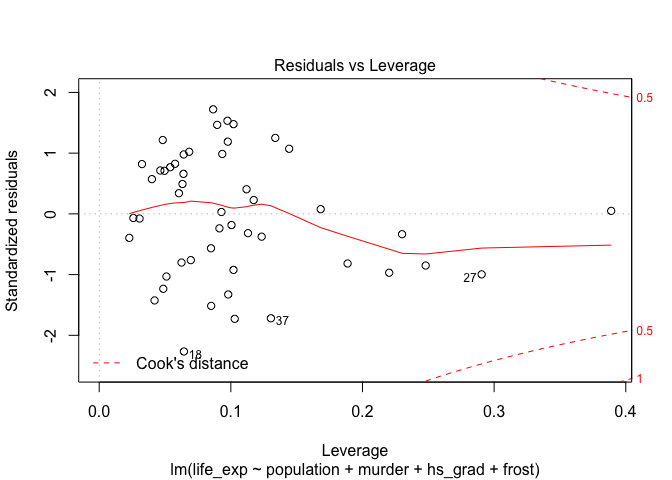 Residuals vs Leverage
Standardized residuals
2
1
0
-1
-2
0.5
27
37
18
0.5
Cook's distance
1
0.0 0.1 0.2 0.3 0.4
Leverage
lm(life_exp ~ population + murder + hs_grad + frost)